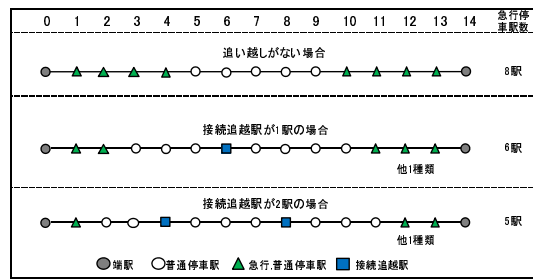 0 1 2 3 4 5 6 7 8 9 10 11 12 13 14 急行停
車駅数
追い越しがない場合
8駅
接続追越駅が1駅の場合
6駅
他1種類
接続追越駅が2駅の場合
5駅
他1種類
端駅 普通停車駅 急行,普通停車駅 接続追越駅